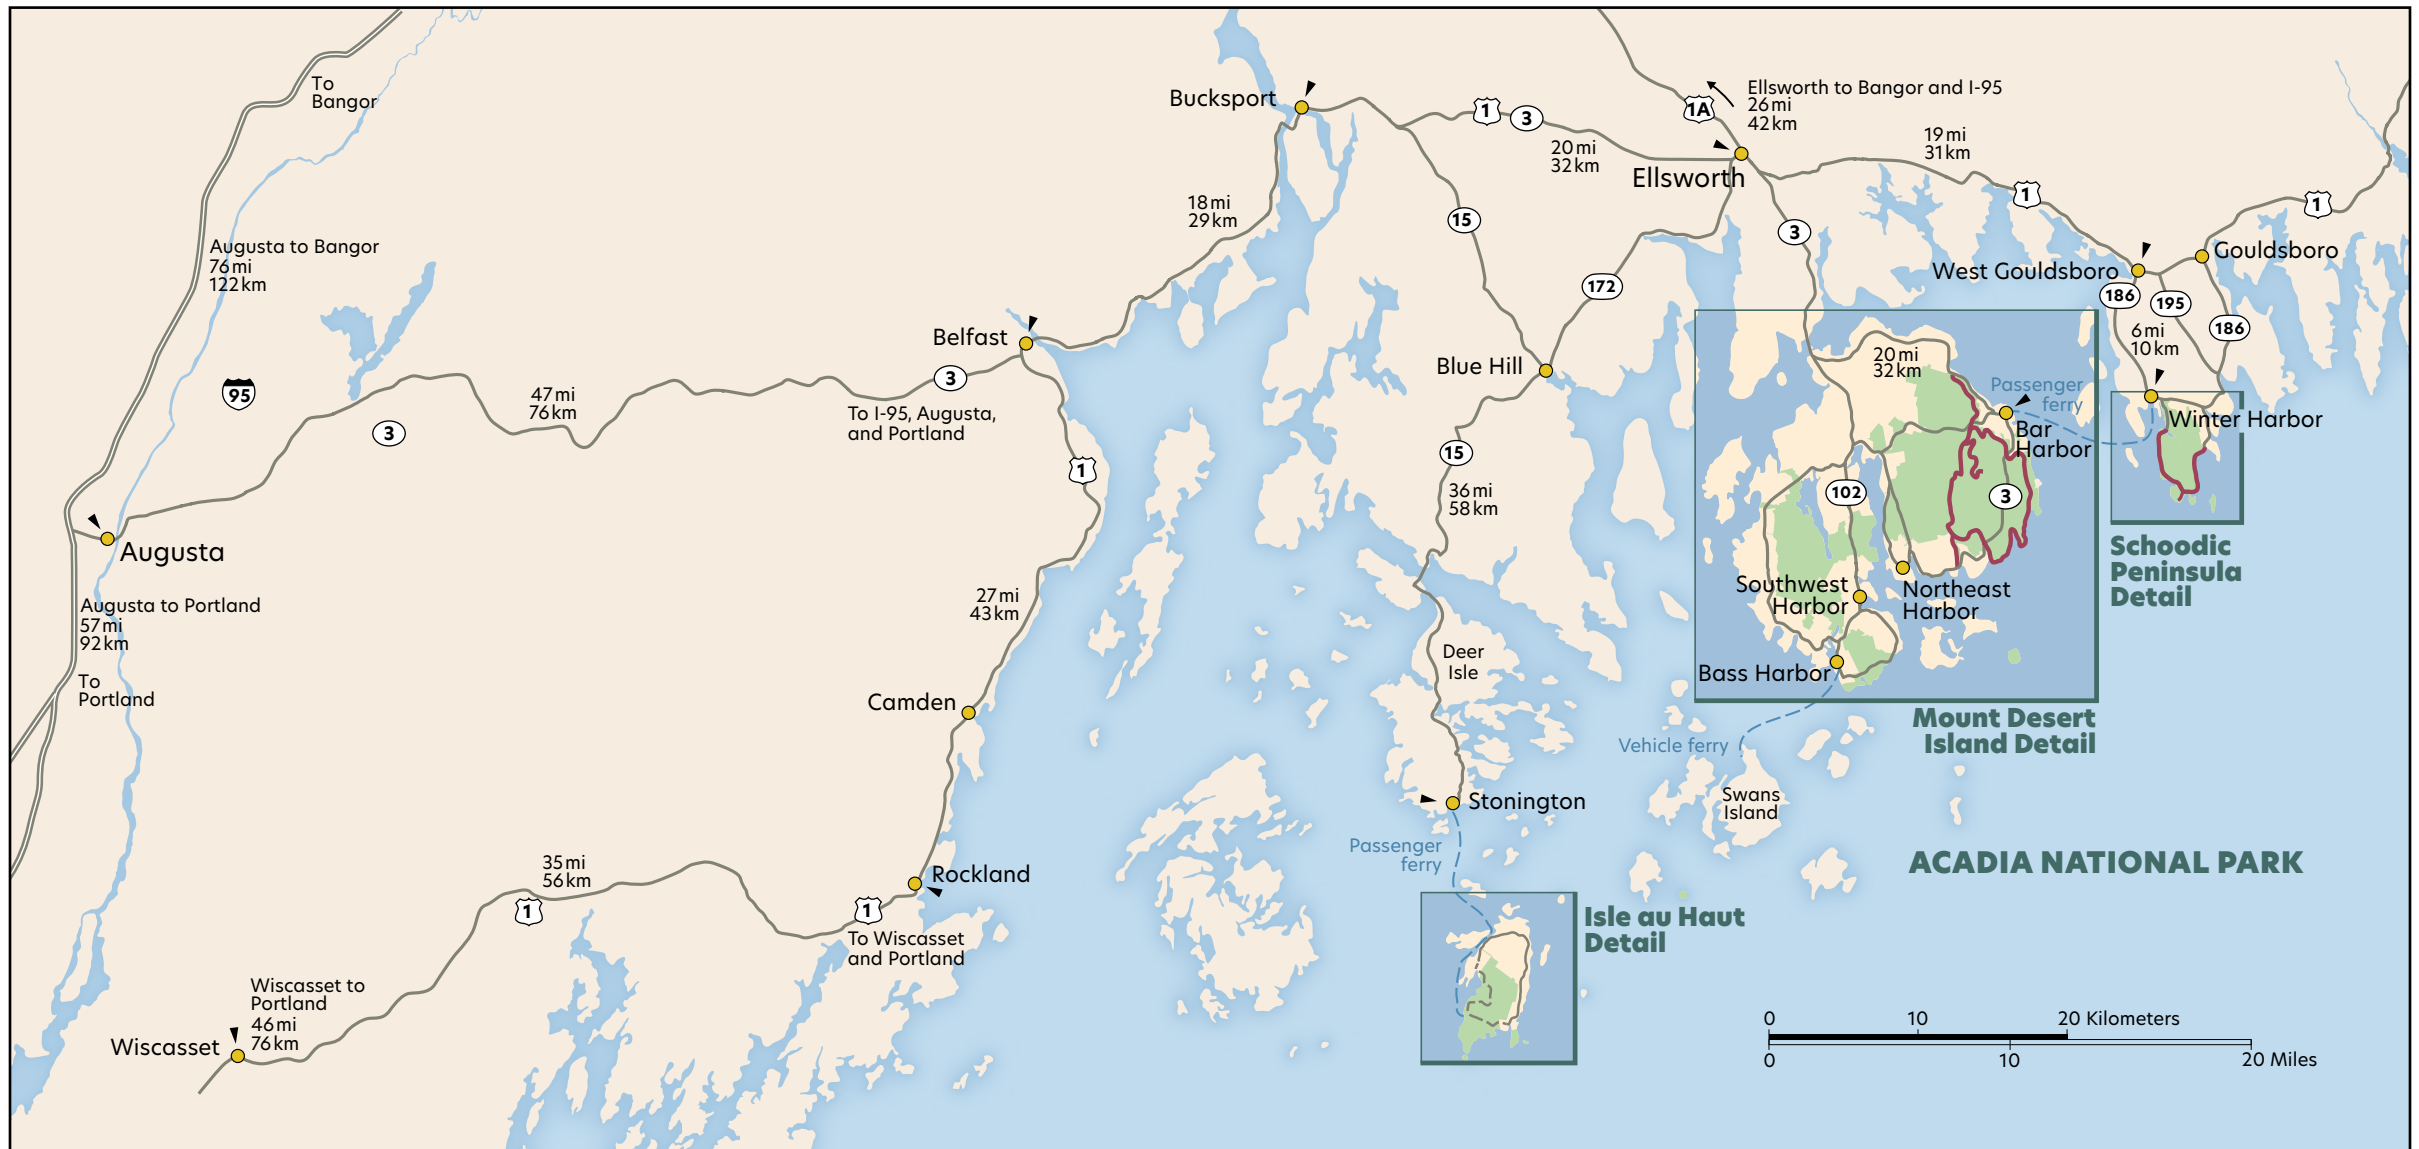 To
Bangor
Bucksport
1
3
20 mi
32 km
1A
Ellsworth to Bangor and I-95
26 mi
42 km
19 mi
31 km
Ellsworth
1
1
18 mi
29 km
15
3
Augusta to Bangor
76 mi
122 km
172
West Gouldsboro
Gouldsboro
186
195
186
6 mi
10 km
Belfast
3
To I-95, Augusta,
and Portland
95
3
47 mi
76 km
1
Blue Hill
15
36 mi
58 km
20 mi
32 km
Passenger
ferry
Bar
Harbor
Winter Harbor
102
3
Augusta
Augusta to Portland
57 mi
92 km
To
Portland
27 mi
43 km
Schoodic
Peninsula
Detail
Southwest
Harbor
Northeast
Harbor
Deer
Isle
Bass Harbor
Camden
Mount Desert
Island Detail
Vehicle ferry
Swans
Island
Stonington
Passenger
ferry
ACADIA NATIONAL PARK
35 mi
56 km
1
Rockland
1
To Wiscasset
and Portland
Isle au Haut
Detail
Wiscasset to
Portland
46 mi
76 km
Wiscasset
0 10 20 Kilometers
0 10 20 Miles